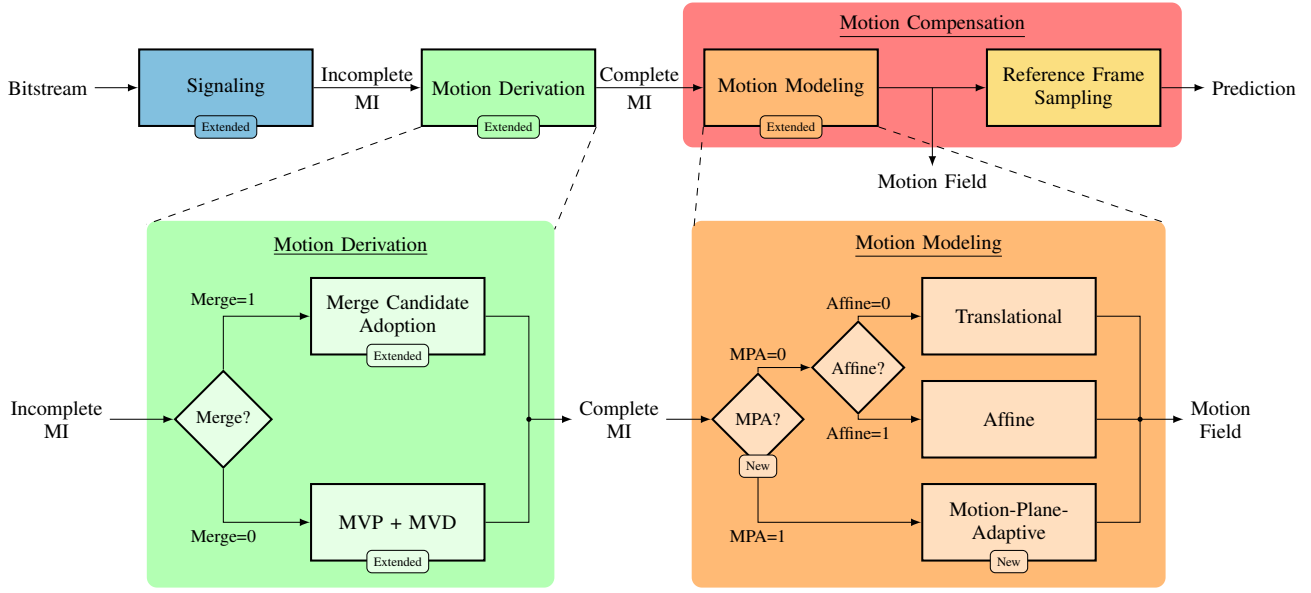 Motion Compensation
Bitstream
Signaling
Extended
Incomplete
MI
Motion Derivation
Extended
Complete
MI
Motion Modeling
Extended
Reference Frame
Sampling
Prediction
Motion Field
Motion Derivation
Incomplete
MI
Merge?
Merge=1
Merge Candidate
Adoption
Extended
Merge=0
MVP + MVD
Extended
Complete
MI
Motion Modeling
MPA?
New
MPA=0
Affine?
Affine=0
Translational
Affine=1
Affine
MPA=1
Motion-Plane-
Adaptive
New
Motion
Field